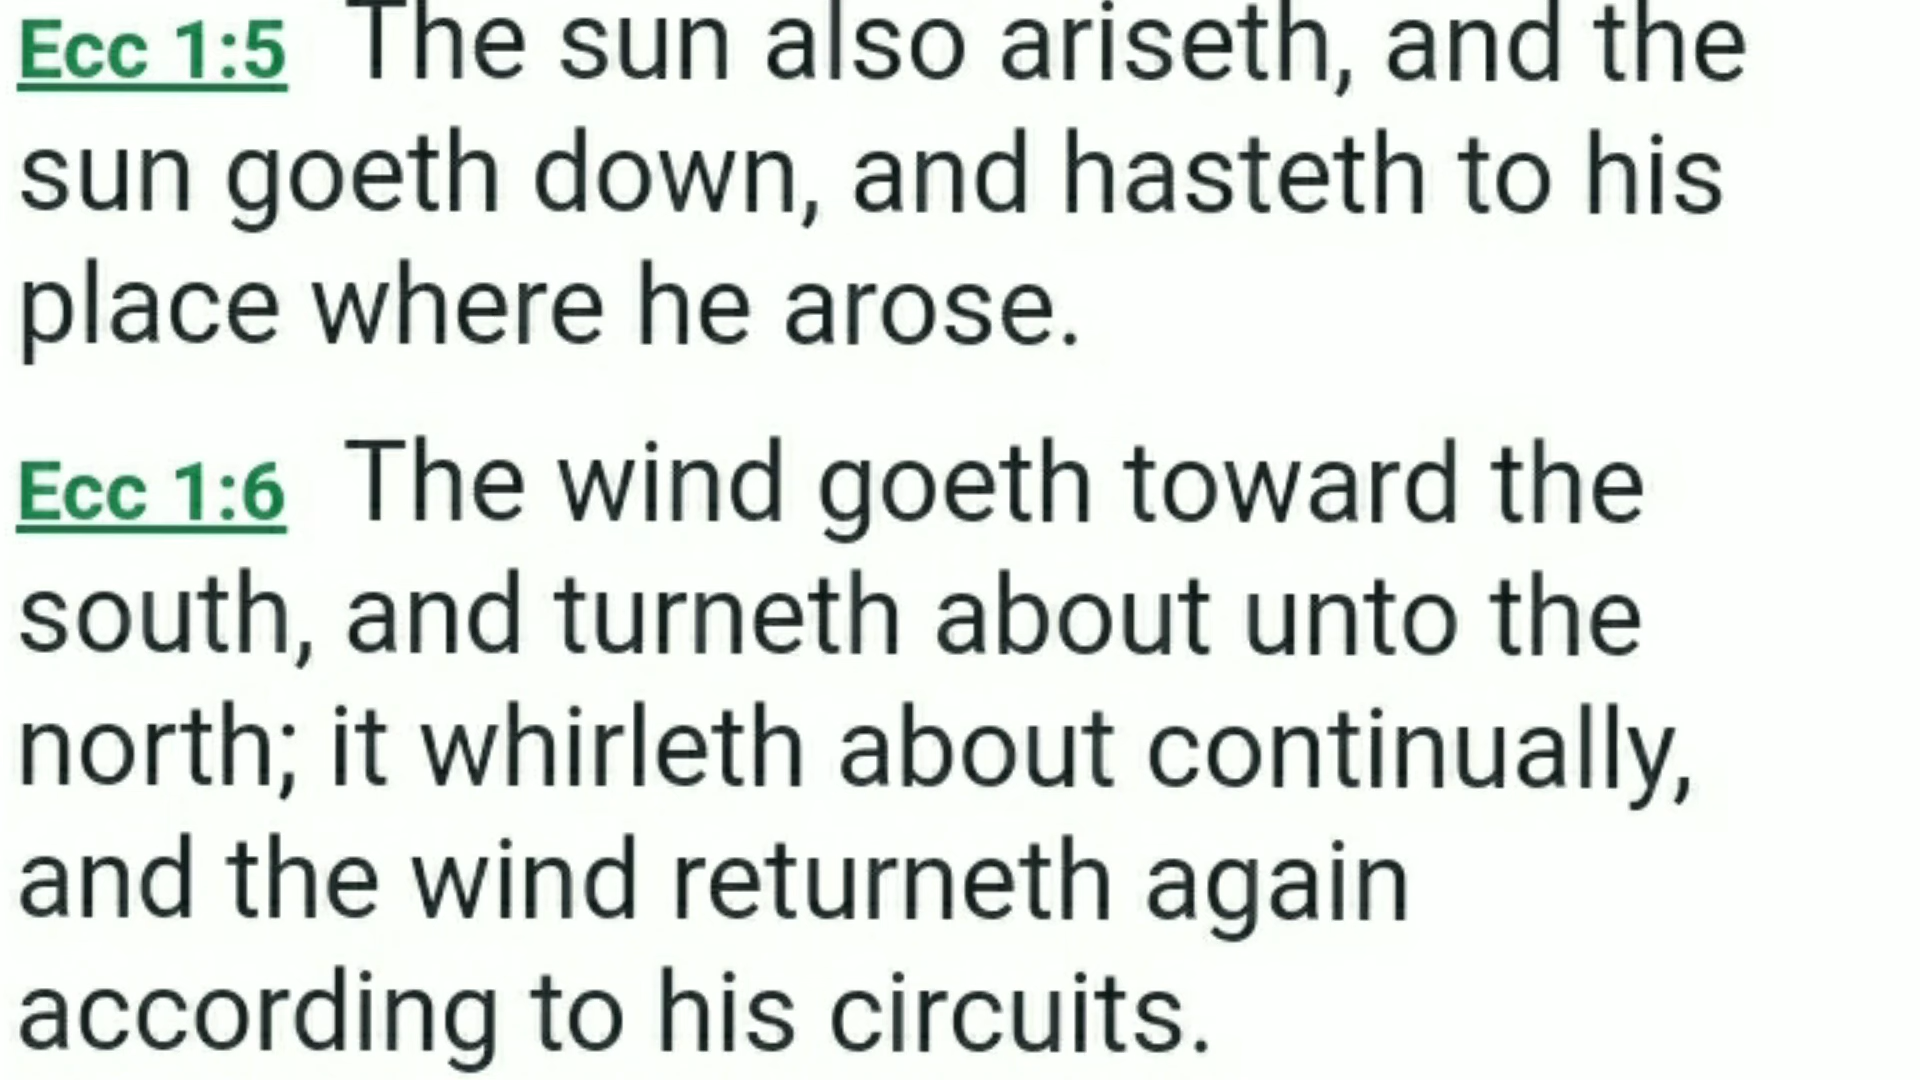 Ecc 1:5 The sun also ariseth, and the
sun goeth down, and hasteth to his
place where he arose.
Ecc 1:6 The wind goeth toward the
south, and turneth about unto the
north; it whirleth about continually,
and the wind returneth again
according to his circuits.